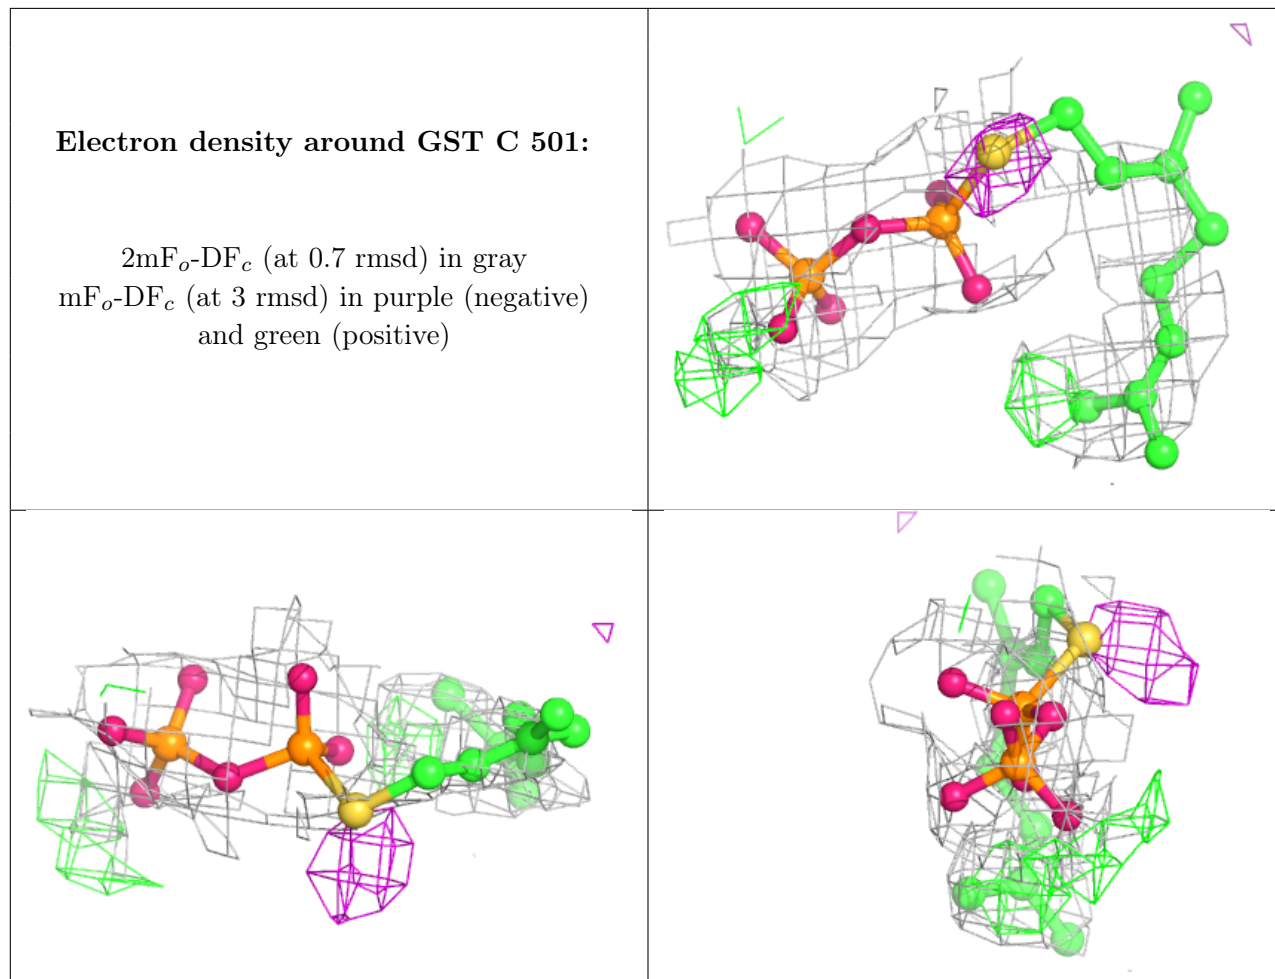 Electron density around GST C 501:
2mFₒ-DF𝒸 (at 0.7 rmsd) in gray
mFₒ-DF𝒸 (at 3 rmsd) in purple (negative)
and green (positive)